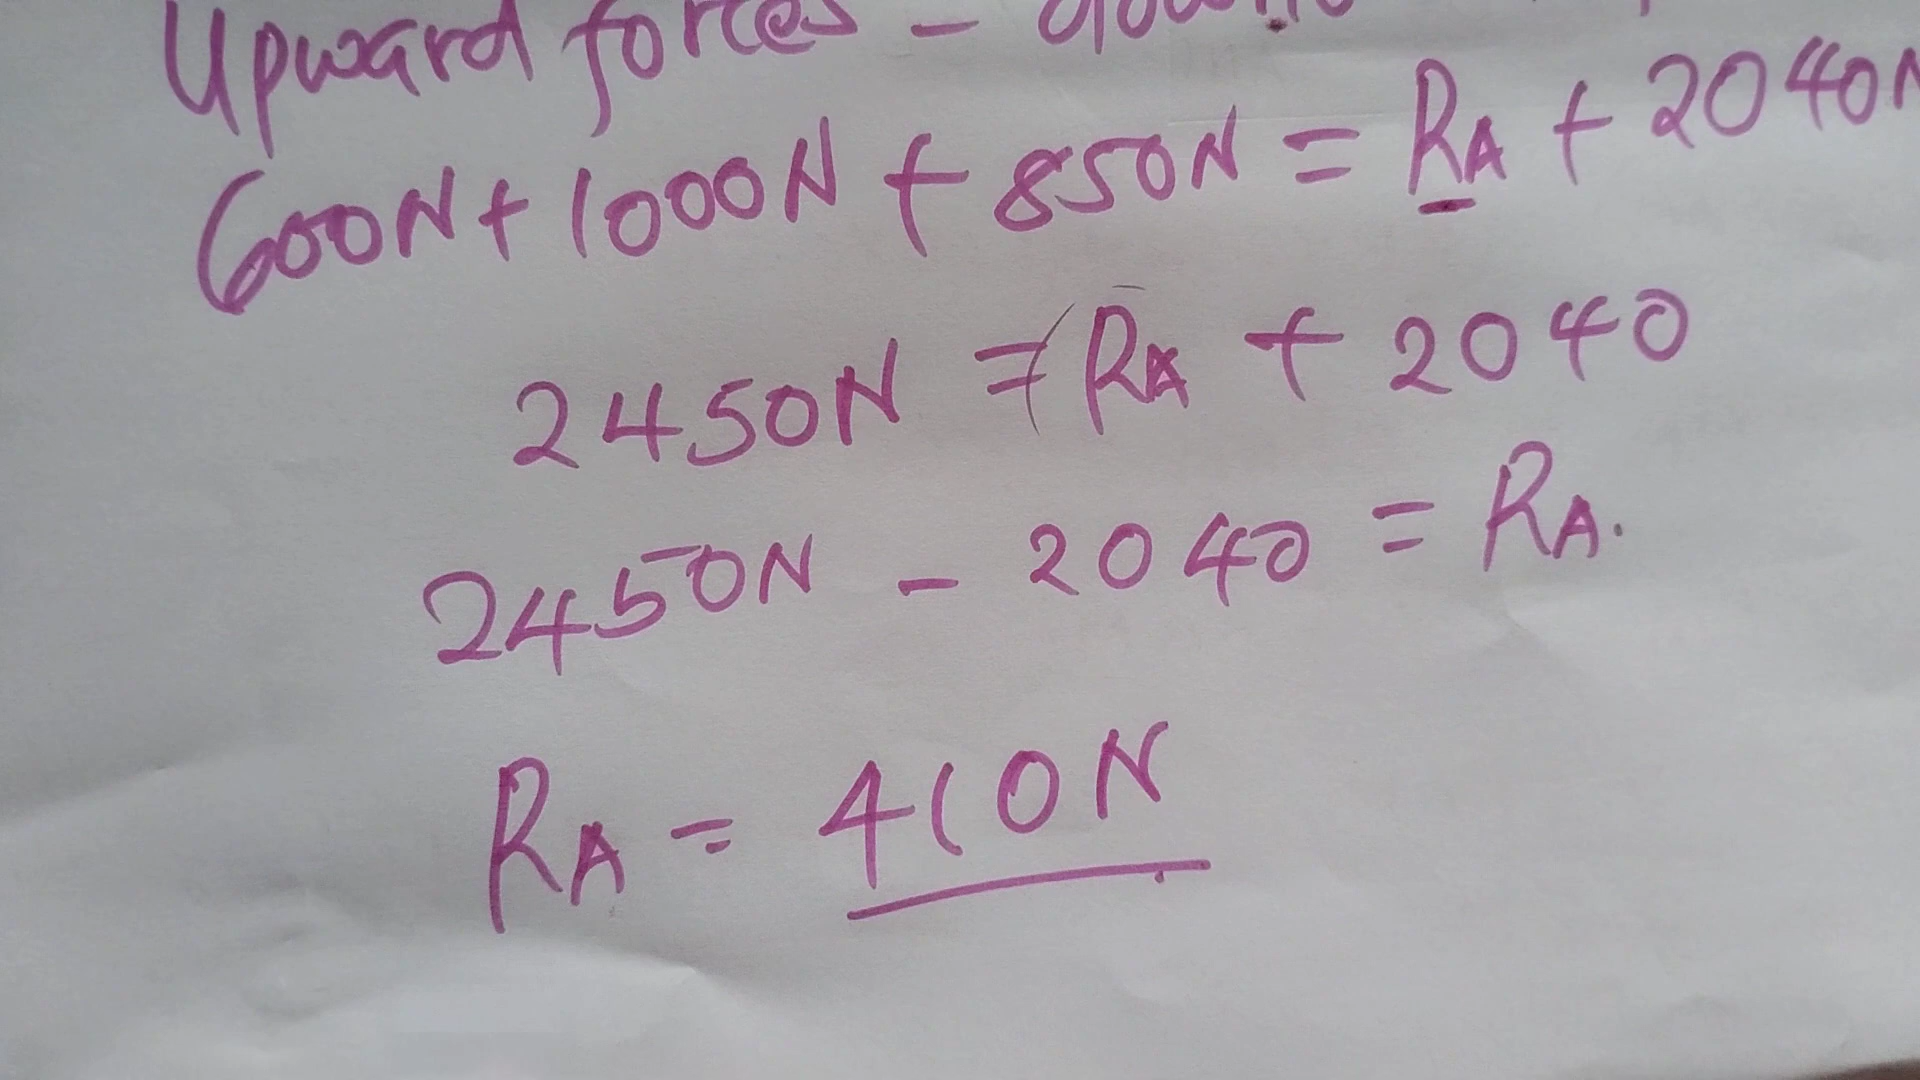 Upward forces -
600N + 1000N + 850N = RA + 2040N
2450N = RA + 2040
2450N - 2040 = RA.
RA = 410N